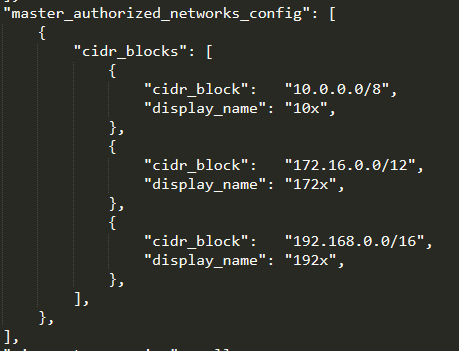 "master_authorized_networks_config": [
    {
        "cidr_blocks": [
            {
                "cidr_block":   "10.0.0.0/8",
                "display_name": "10x",
            },
            {
                "cidr_block":   "172.16.0.0/12",
                "display_name": "172x",
            },
            {
                "cidr_block":   "192.168.0.0/16",
                "display_name": "192x",
            },
        ],
    },
],